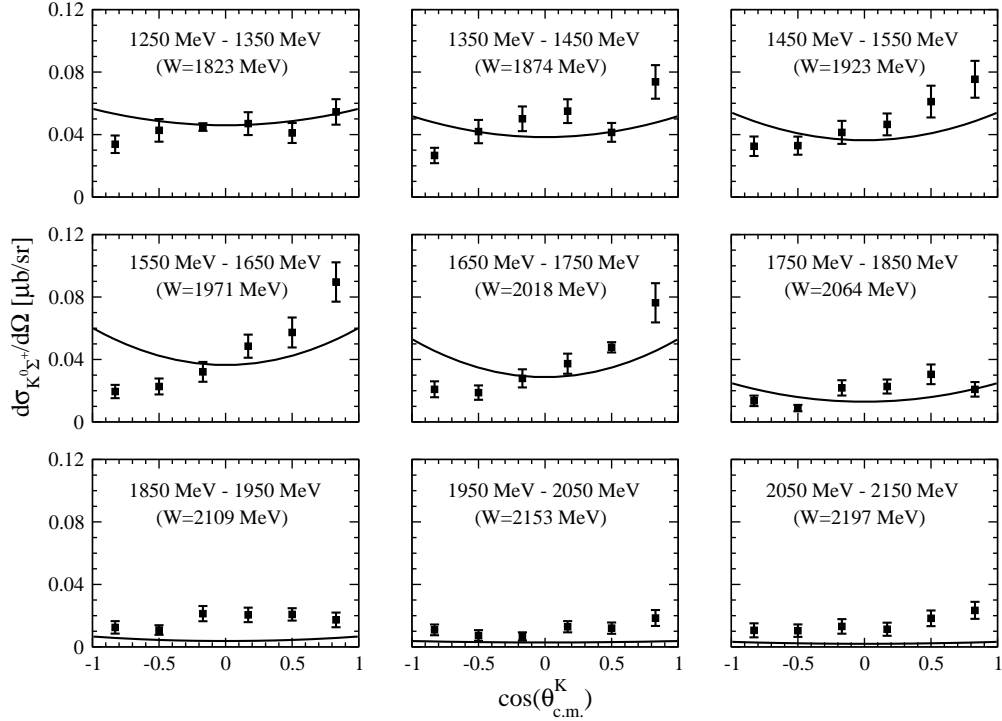 1250 MeV - 1350 MeV
(W=1823 MeV)
1350 MeV - 1450 MeV
(W=1874 MeV)
1450 MeV - 1550 MeV
(W=1923 MeV)
0.12
0.08
0.04
0
1550 MeV - 1650 MeV
(W=1971 MeV)
1650 MeV - 1750 MeV
(W=2018 MeV)
1750 MeV - 1850 MeV
(W=2064 MeV)
0.12
0.08
0.04
0
dσ_{K⁰Σ⁺}/dΩ [μb/sr]
1850 MeV - 1950 MeV
(W=2109 MeV)
1950 MeV - 2050 MeV
(W=2153 MeV)
2050 MeV - 2150 MeV
(W=2197 MeV)
0.12
0.08
0.04
0
-1 -0.5 0 0.5 1
-1 -0.5 0 0.5 1
-1 -0.5 0 0.5 1
cos(θ_{c.m.}^{K})